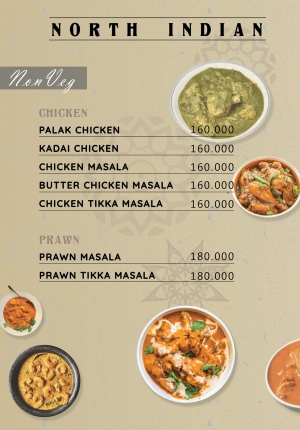 NORTH INDIAN
NonVeg
CHICKEN
PALAK CHICKEN 160.000
KADAI CHICKEN 160.000
CHICKEN MASALA 160.000
BUTTER CHICKEN MASALA 160.000
CHICKEN TIKKA MASALA 160.000
PRAWN
PRAWN MASALA 180.000
PRAWN TIKKA MASALA 180.000